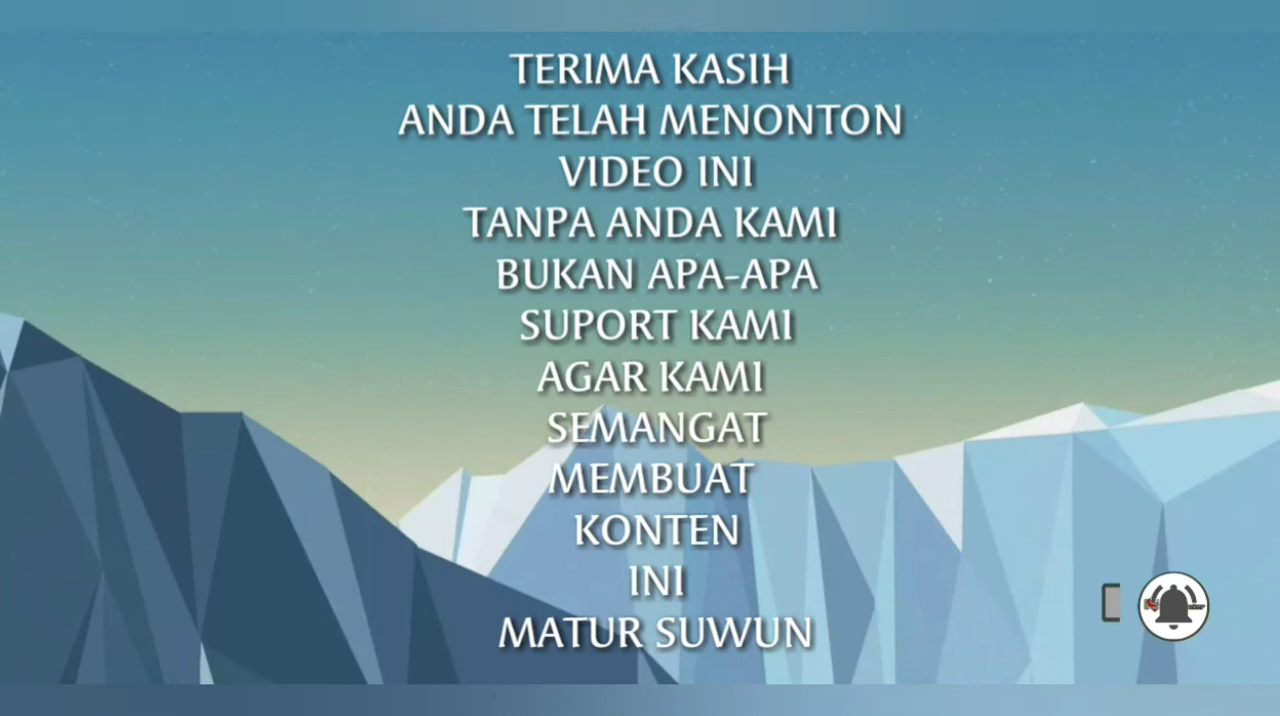 TERIMA KASIH
ANDA TELAH MENONTON
VIDEO INI
TANPA ANDA KAMI
BUKAN APA-APA
SUPORT KAMI
AGAR KAMI
SEMANGAT
MEMBUAT
KONTEN
INI
MATUR SUWUN